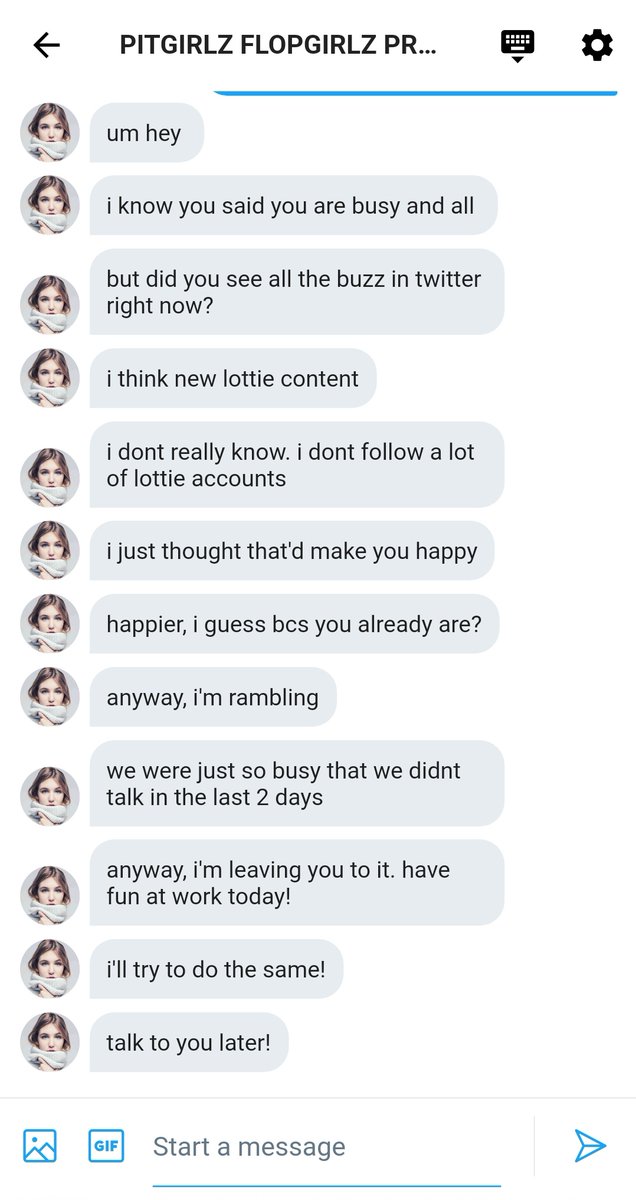 PITGIRLZ FLOPGIRLZ PR...
um hey
i know you said you are busy and all
but did you see all the buzz in twitter
right now?
i think new lottie content
i dont really know. i dont follow a lot
of lottie accounts
i just thought that'd make you happy
happier, i guess bcs you already are?
anyway, i'm rambling
we were just so busy that we didnt
talk in the last 2 days
anyway, i'm leaving you to it. have
fun at work today!
i'll try to do the same!
talk to you later!
GIF
Start a message